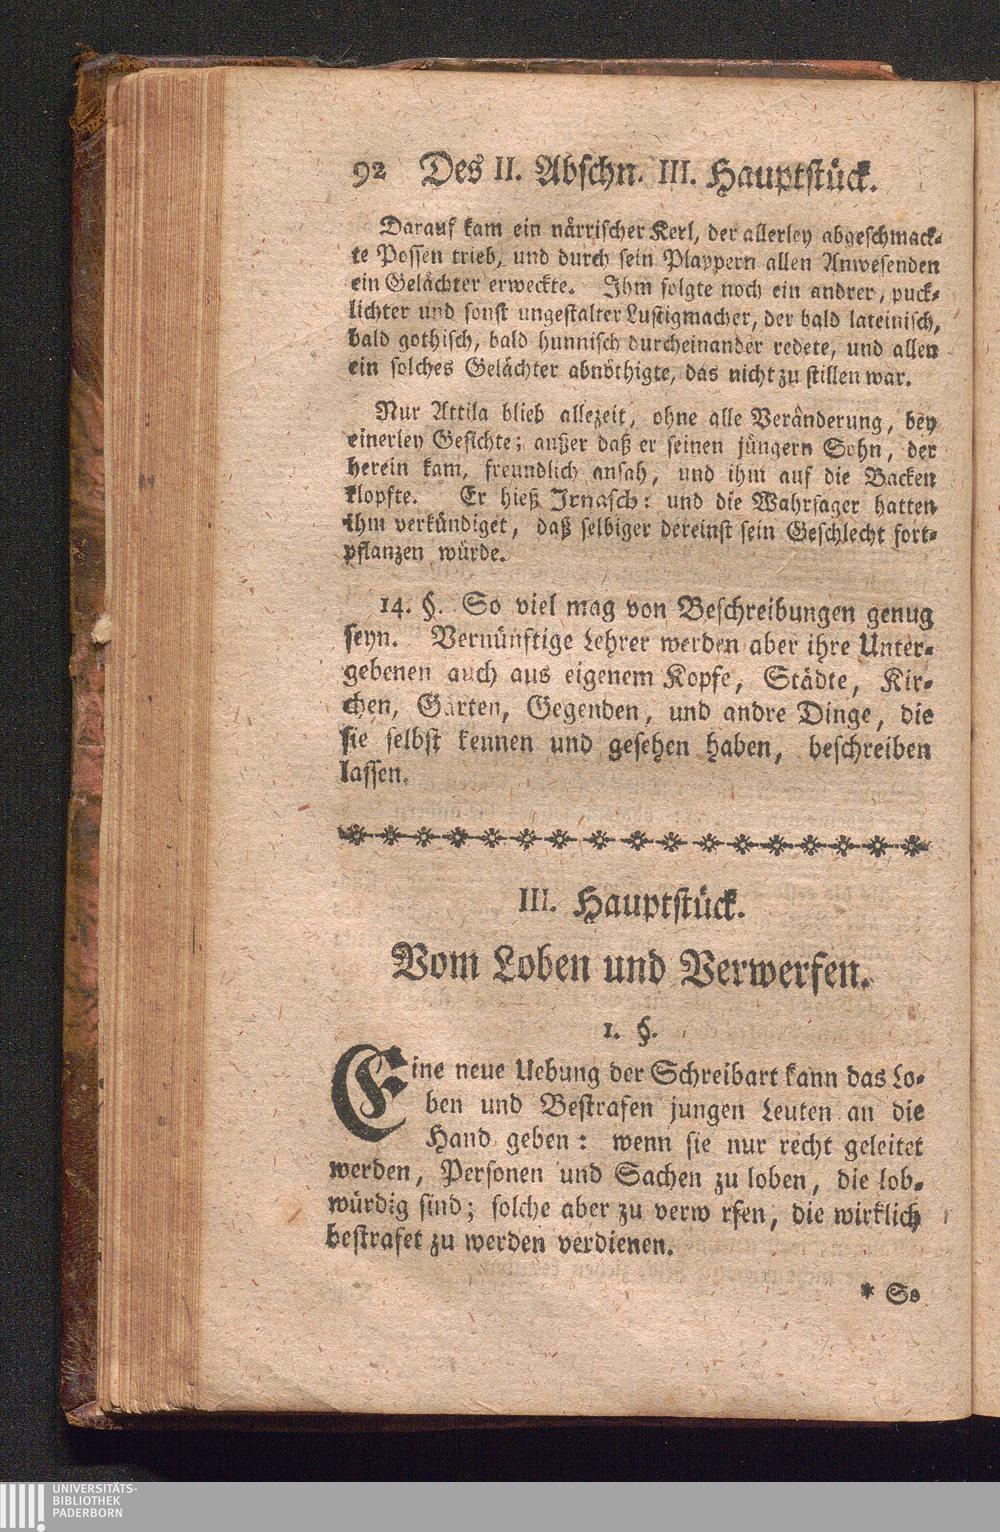 92 Des II. Abschn. III. Hauptstück.
Darauf kam ein närrischer Kerl, der allerley abgeschmack-
te Possen trieb, und durch sein Plappern allen Anwesenden
ein Gelächter erweckte. Ihm folgte noch ein andrer, puck-
lichter und sonst ungestalter Lustigmacher, der bald lateinisch,
bald gothisch, bald hunnisch durcheinander redete, und allen
ein solches Gelächter abnöthigte, das nicht zu stillen war.
Nur Attila blieb allezeit, ohne alle Veränderung, bey
einerley Gesichte; außer daß er seinen jüngern Sohn, der
herein kam, freundlich ansah, und ihm auf die Backen
klopfte. Er hieß Irnasch: und die Wahrsager hatten
ihm verkündiget, daß selbiger dereinst sein Geschlecht fort-
pflanzen würde.
14. §. So viel mag von Beschreibungen genug
seyn. Vernünftige Lehrer werden aber ihre Unter-
gebenen auch aus eigenem Kopfe, Städte, Kir-
chen, Gärten, Gegenden, und andre Dinge, die
sie selbst kennen und gesehen haben, beschreiben
lassen.
III. Hauptstück.
Vom Loben und Verwerfen.
1. §.
Eine neue Uebung der Schreibart kann das Lo-
ben und Bestrafen jungen Leuten an die
Hand geben: wenn sie nur recht geleitet
werden, Personen und Sachen zu loben, die lob-
würdig sind; solche aber zu verw rfen, die wirklich
bestrafet zu werden verdienen.
* So
UNIVERSITÄTS-
BIBLIOTHEK
PADERBORN